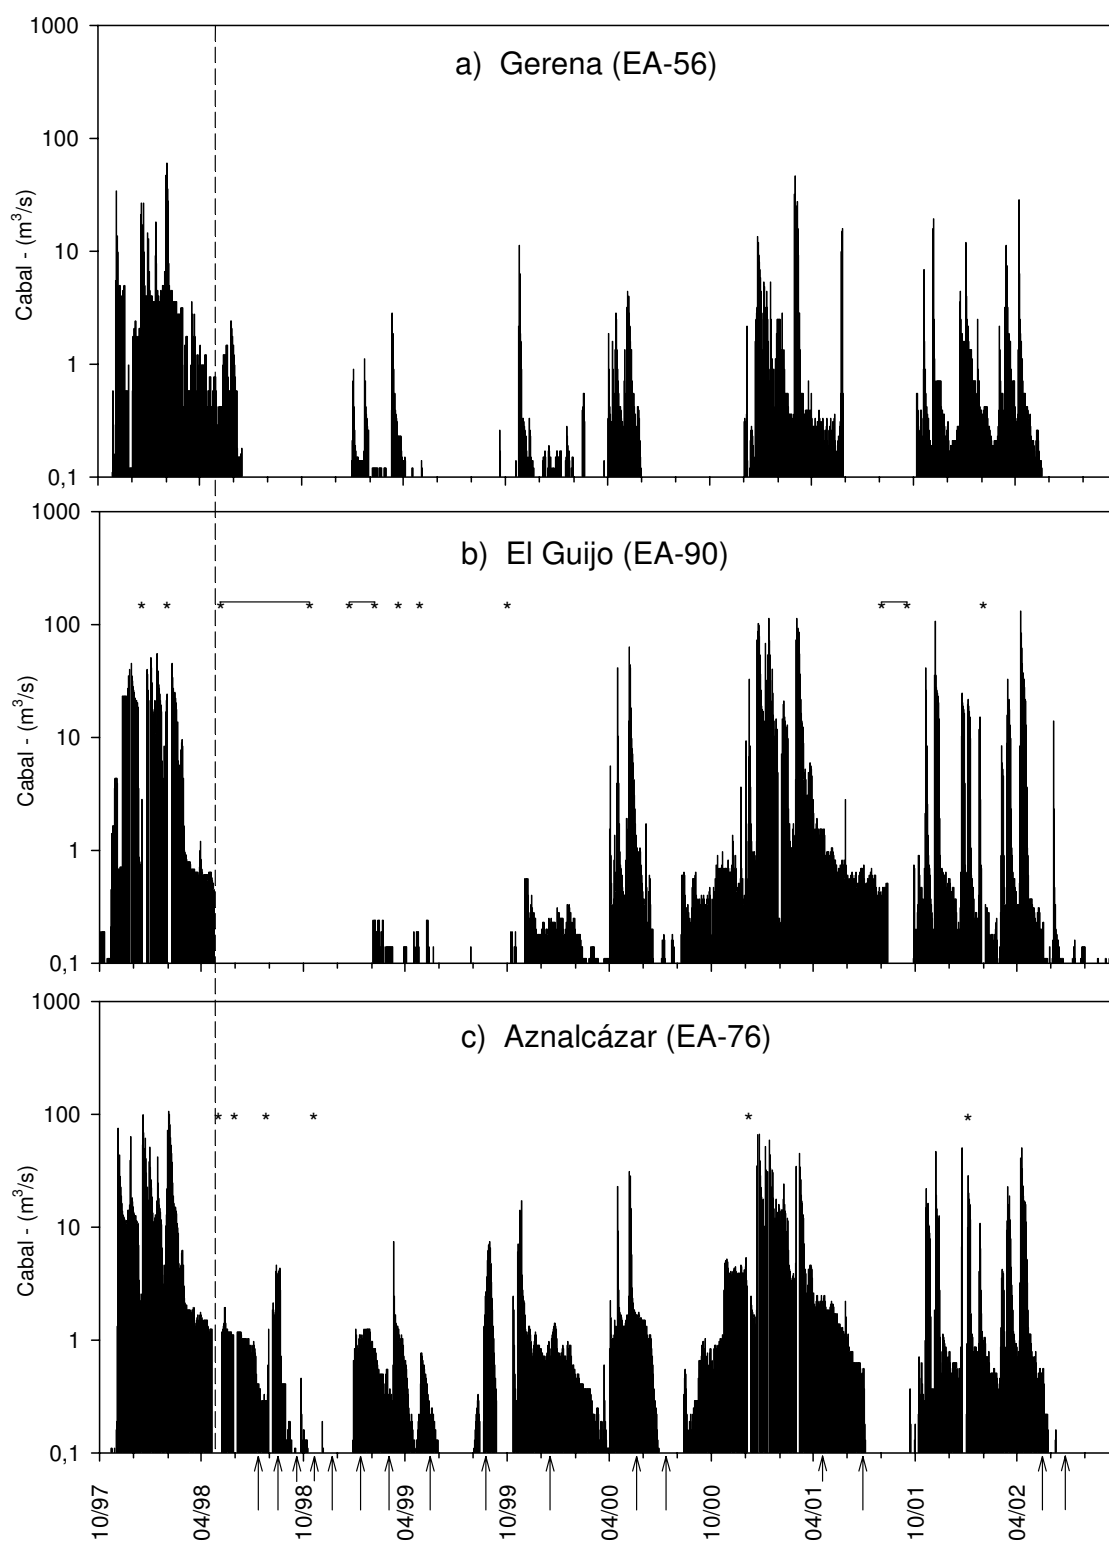 a) Gerena (EA-56)
1000
100
10
1
0,1
Cabal - (m³/s)
b) El Guijo (EA-90)
1000
100
10
1
0,1
Cabal - (m³/s)
* * * * * * * * * * * *
c) Aznalcázar (EA-76)
1000
100
10
1
0,1
Cabal - (m³/s)
* * * * * *
10/97 04/98 10/98 04/99 10/99 04/00 10/00 04/01 10/01 04/02